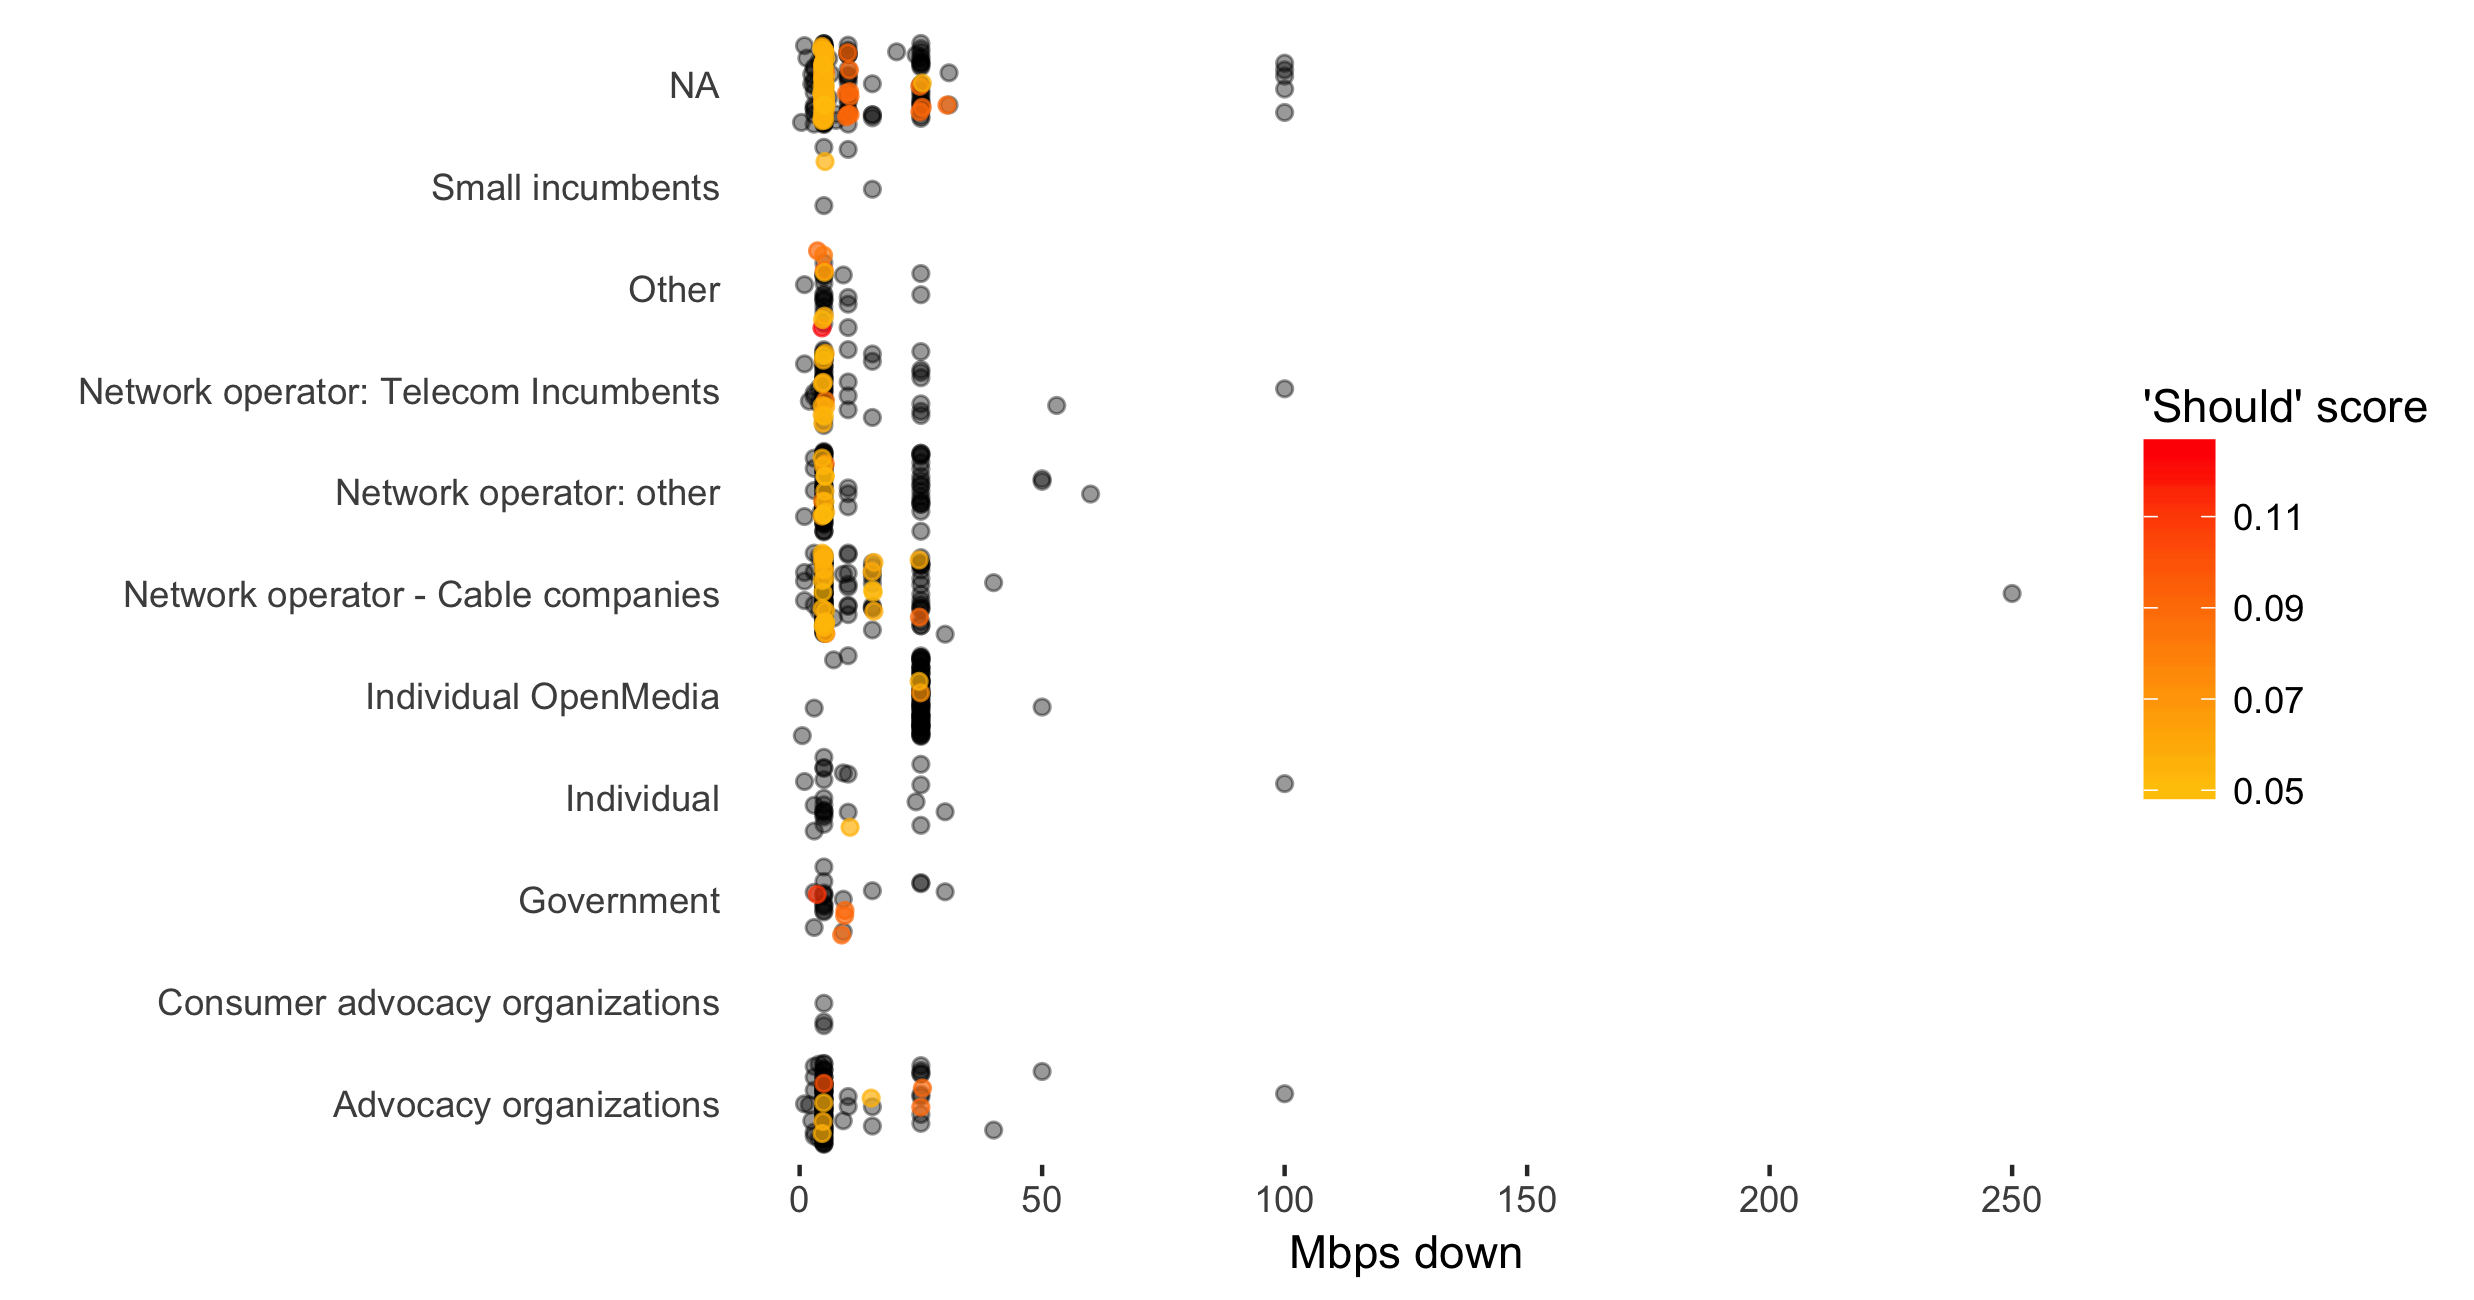 NA
Small incumbents
Other
Network operator: Telecom Incumbents
Network operator: other
Network operator - Cable companies
Individual OpenMedia
Individual
Government
Consumer advocacy organizations
Advocacy organizations
0 50 100 150 200 250
Mbps down
'Should' score
0.11
0.09
0.07
0.05